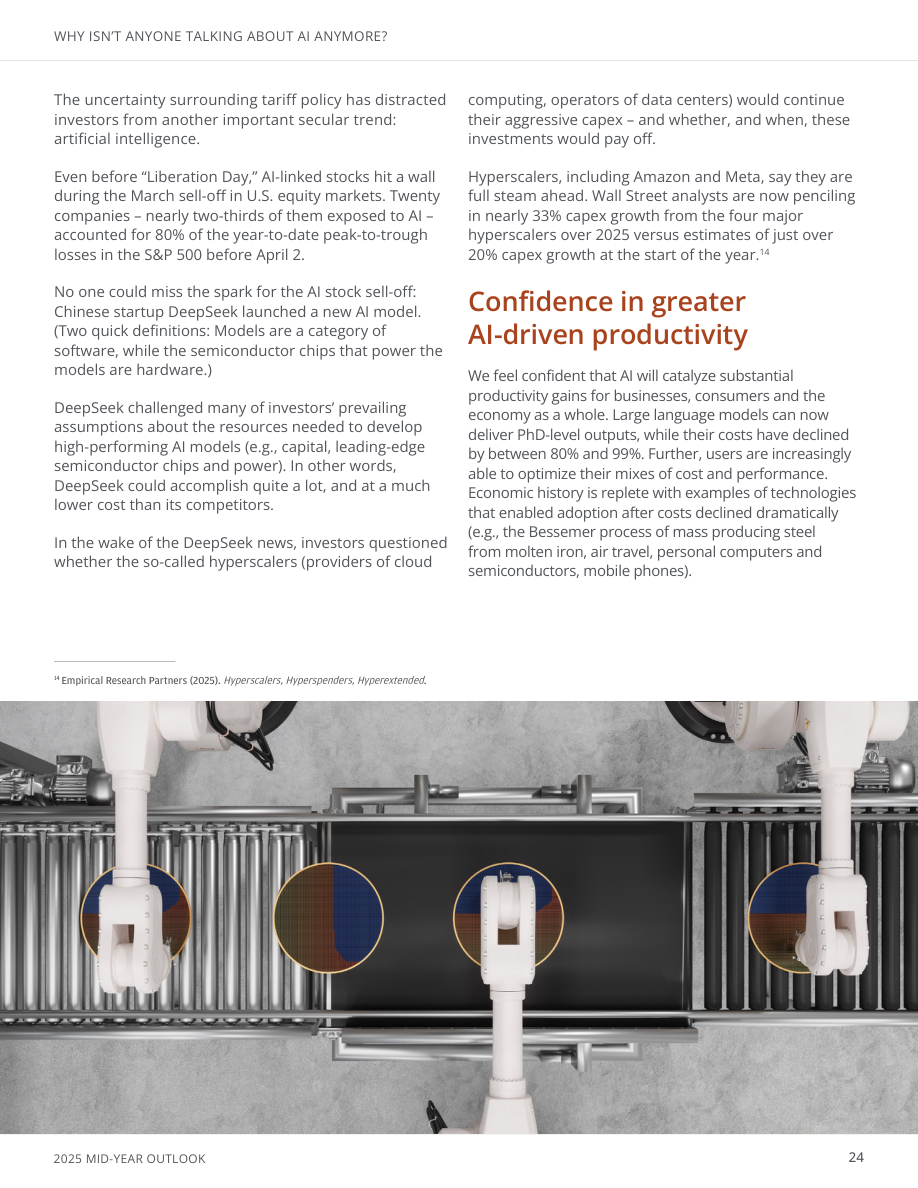 WHY ISN’T ANYONE TALKING ABOUT AI ANYMORE?
The uncertainty surrounding tariff policy has distracted
investors from another important secular trend:
artificial intelligence.
Even before “Liberation Day,” AI-linked stocks hit a wall
during the March sell-off in U.S. equity markets. Twenty
companies – nearly two-thirds of them exposed to AI –
accounted for 80% of the year-to-date peak-to-trough
losses in the S&P 500 before April 2.
No one could miss the spark for the AI stock sell-off:
Chinese startup DeepSeek launched a new AI model.
(Two quick definitions: Models are a category of
software, while the semiconductor chips that power the
models are hardware.)
DeepSeek challenged many of investors’ prevailing
assumptions about the resources needed to develop
high-performing AI models (e.g., capital, leading-edge
semiconductor chips and power). In other words,
DeepSeek could accomplish quite a lot, and at a much
lower cost than its competitors.
In the wake of the DeepSeek news, investors questioned
whether the so-called hyperscalers (providers of cloud
computing, operators of data centers) would continue
their aggressive capex – and whether, and when, these
investments would pay off.
Hyperscalers, including Amazon and Meta, say they are
full steam ahead. Wall Street analysts are now penciling
in nearly 33% capex growth from the four major
hyperscalers over 2025 versus estimates of just over
20% capex growth at the start of the year.¹⁴
Confidence in greater
AI-driven productivity
We feel confident that AI will catalyze substantial
productivity gains for businesses, consumers and the
economy as a whole. Large language models can now
deliver PhD-level outputs, while their costs have declined
by between 80% and 99%. Further, users are increasingly
able to optimize their mixes of cost and performance.
Economic history is replete with examples of technologies
that enabled adoption after costs declined dramatically
(e.g., the Bessemer process of mass producing steel
from molten iron, air travel, personal computers and
semiconductors, mobile phones).
¹⁴ Empirical Research Partners (2025). Hyperscalers, Hyperspenders, Hyperextended.
2025 MID-YEAR OUTLOOK
24